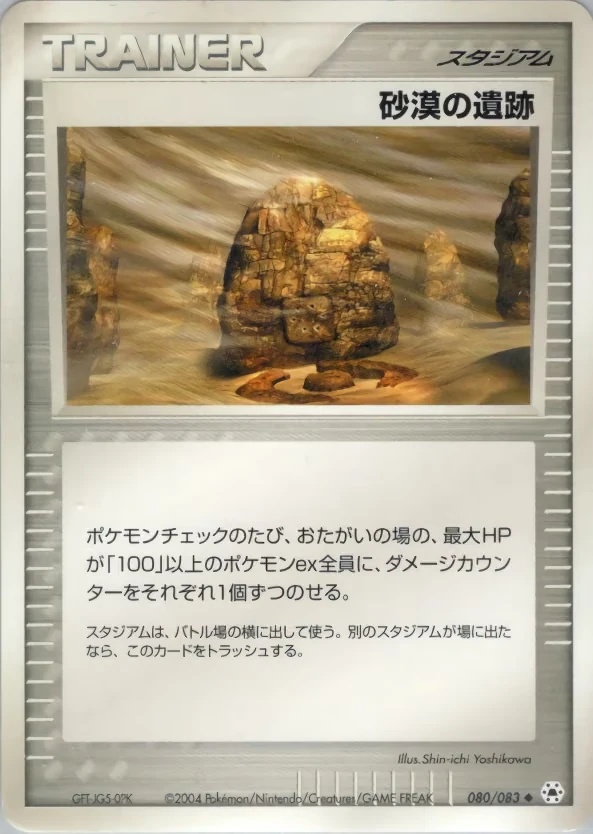 TRAINER
スタジアム
砂漠の遺跡
ポケモンチェックのたび、おたがいの場の、最大HP
が「100」以上のポケモンex全員に、ダメージカウン
ターをそれぞれ1個ずつのせる。
スタジアムは、バトル場の横に出して使う。別のスタジアムが場に出た
なら、このカードをトラッシュする。
Illus. Shin-ichi Yoshikawa
©2004 Pokémon/Nintendo/Creatures/GAME FREAK.
080/083